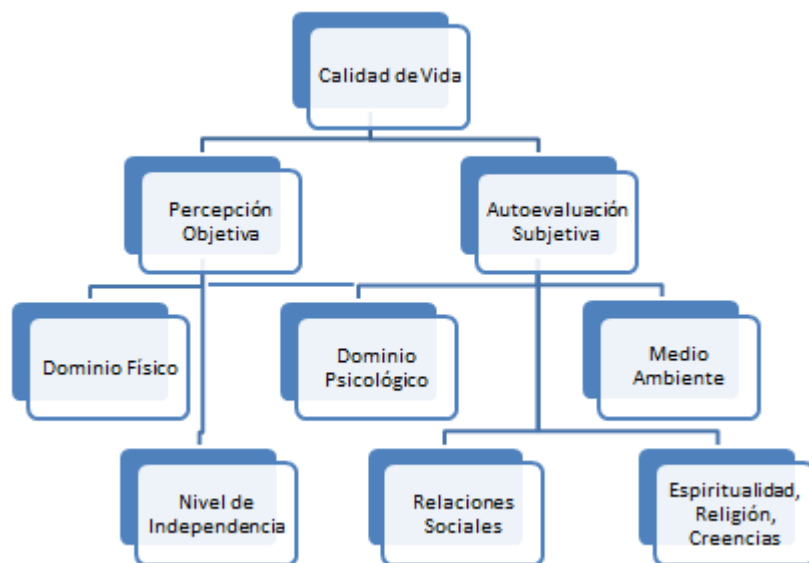 Calidad de Vida
Percepción
Objetiva
Autoevaluación
Subjetiva
Dominio Físico
Dominio
Psicológico
Medio
Ambiente
Nivel de
Independencia
Relaciones
Sociales
Espiritualidad,
Religión,
Creencias